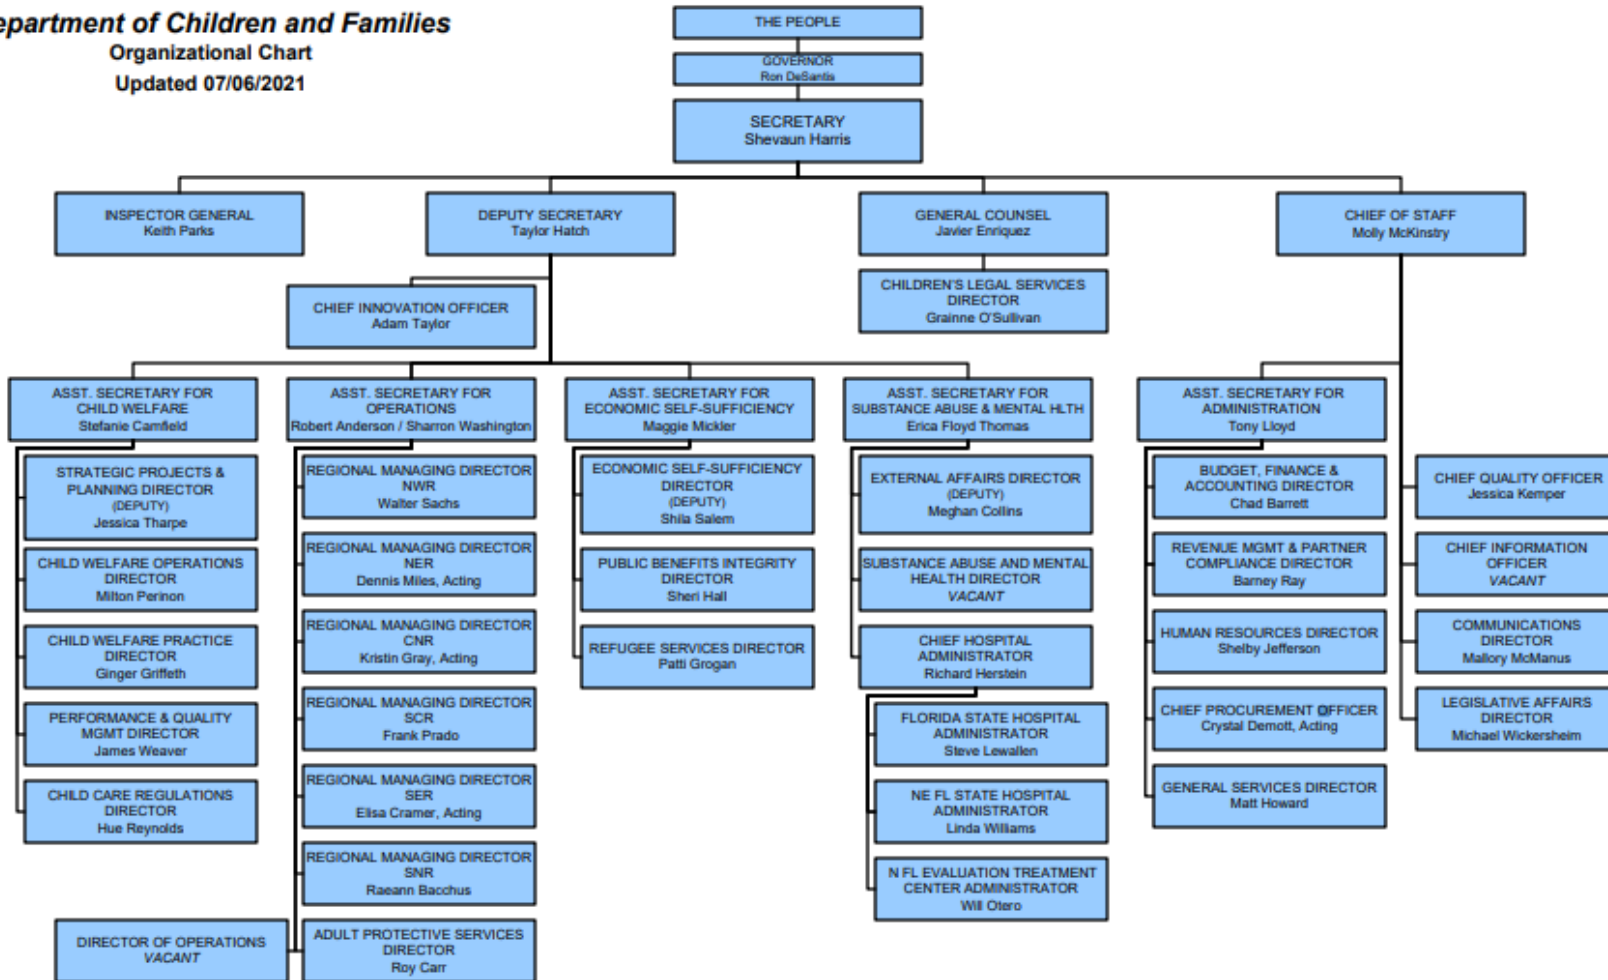 epartment of Children and Families
Organizational Chart
Updated 07/06/2021
THE PEOPLE
GOVERNOR
Ron DeSantis
SECRETARY
Shevaun Harris
INSPECTOR GENERAL
Keith Parks
DEPUTY SECRETARY
Taylor Hatch
GENERAL COUNSEL
Javier Enriquez
CHIEF OF STAFF
Molly McKinstry
CHIEF INNOVATION OFFICER
Adam Taylor
CHILDREN'S LEGAL SERVICES
DIRECTOR
Grainne O'Sullivan
ASST. SECRETARY FOR
CHILD WELFARE
Stefanie Camfield
STRATEGIC PROJECTS &
PLANNING DIRECTOR
(DEPUTY)
Jessica Tharpe
CHILD WELFARE OPERATIONS
DIRECTOR
Milton Perinon
CHILD WELFARE PRACTICE
DIRECTOR
Ginger Griffeth
PERFORMANCE & QUALITY
MGMT DIRECTOR
James Weaver
CHILD CARE REGULATIONS
DIRECTOR
Hue Reynolds
ASST. SECRETARY FOR
OPERATIONS
Robert Anderson / Sharron Washington
REGIONAL MANAGING DIRECTOR
NWR
Walter Sachs
REGIONAL MANAGING DIRECTOR
NER
Dennis Miles, Acting
REGIONAL MANAGING DIRECTOR
CNR
Kristin Gray, Acting
REGIONAL MANAGING DIRECTOR
SCR
Frank Prado
REGIONAL MANAGING DIRECTOR
SER
Elisa Cramer, Acting
REGIONAL MANAGING DIRECTOR
SNR
Raeann Bacchus
DIRECTOR OF OPERATIONS
VACANT
ADULT PROTECTIVE SERVICES
DIRECTOR
Roy Carr
ASST. SECRETARY FOR
ECONOMIC SELF-SUFFICIENCY
Maggie Mickler
ECONOMIC SELF-SUFFICIENCY
DIRECTOR
(DEPUTY)
Shila Salem
PUBLIC BENEFITS INTEGRITY
DIRECTOR
Sheri Hall
REFUGEE SERVICES DIRECTOR
Patti Grogan
ASST. SECRETARY FOR
SUBSTANCE ABUSE & MENTAL HLTH
Erica Floyd Thomas
EXTERNAL AFFAIRS DIRECTOR
(DEPUTY)
Meghan Collins
SUBSTANCE ABUSE AND MENTAL
HEALTH DIRECTOR
VACANT
CHIEF HOSPITAL
ADMINISTRATOR
Richard Herstein
FLORIDA STATE HOSPITAL
ADMINISTRATOR
Steve Lewallen
NE FL STATE HOSPITAL
ADMINISTRATOR
Linda Williams
N FL EVALUATION TREATMENT
CENTER ADMINISTRATOR
Will Otero
ASST. SECRETARY FOR
ADMINISTRATION
Tony Lloyd
BUDGET, FINANCE &
ACCOUNTING DIRECTOR
Chad Barrett
REVENUE MGMT & PARTNER
COMPLIANCE DIRECTOR
Barney Ray
HUMAN RESOURCES DIRECTOR
Shelby Jefferson
CHIEF PROCUREMENT OFFICER
Crystal Demott, Acting
GENERAL SERVICES DIRECTOR
Matt Howard
CHIEF QUALITY OFFICER
Jessica Kemper
CHIEF INFORMATION
OFFICER
VACANT
COMMUNICATIONS
DIRECTOR
Mallory McManus
LEGISLATIVE AFFAIRS
DIRECTOR
Michael Wickersheim